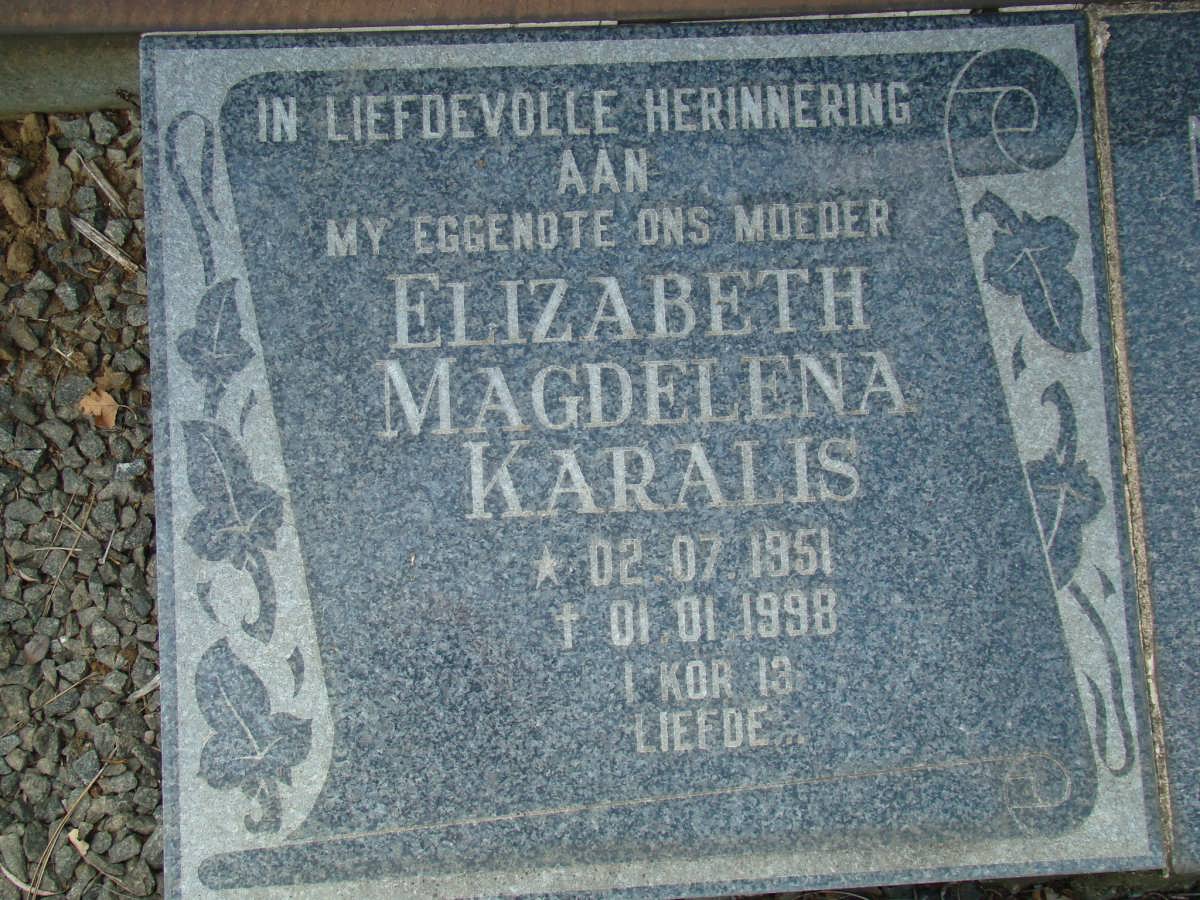 IN LIEFDEVOLLE HERINNERING
AAN
MY EGGENOTE ONS MOEDER
ELIZABETH
MAGDELENA
KARALIS
★ 02.07.1951
† 01.01.1998
1 KOR 13
LIEFDE...